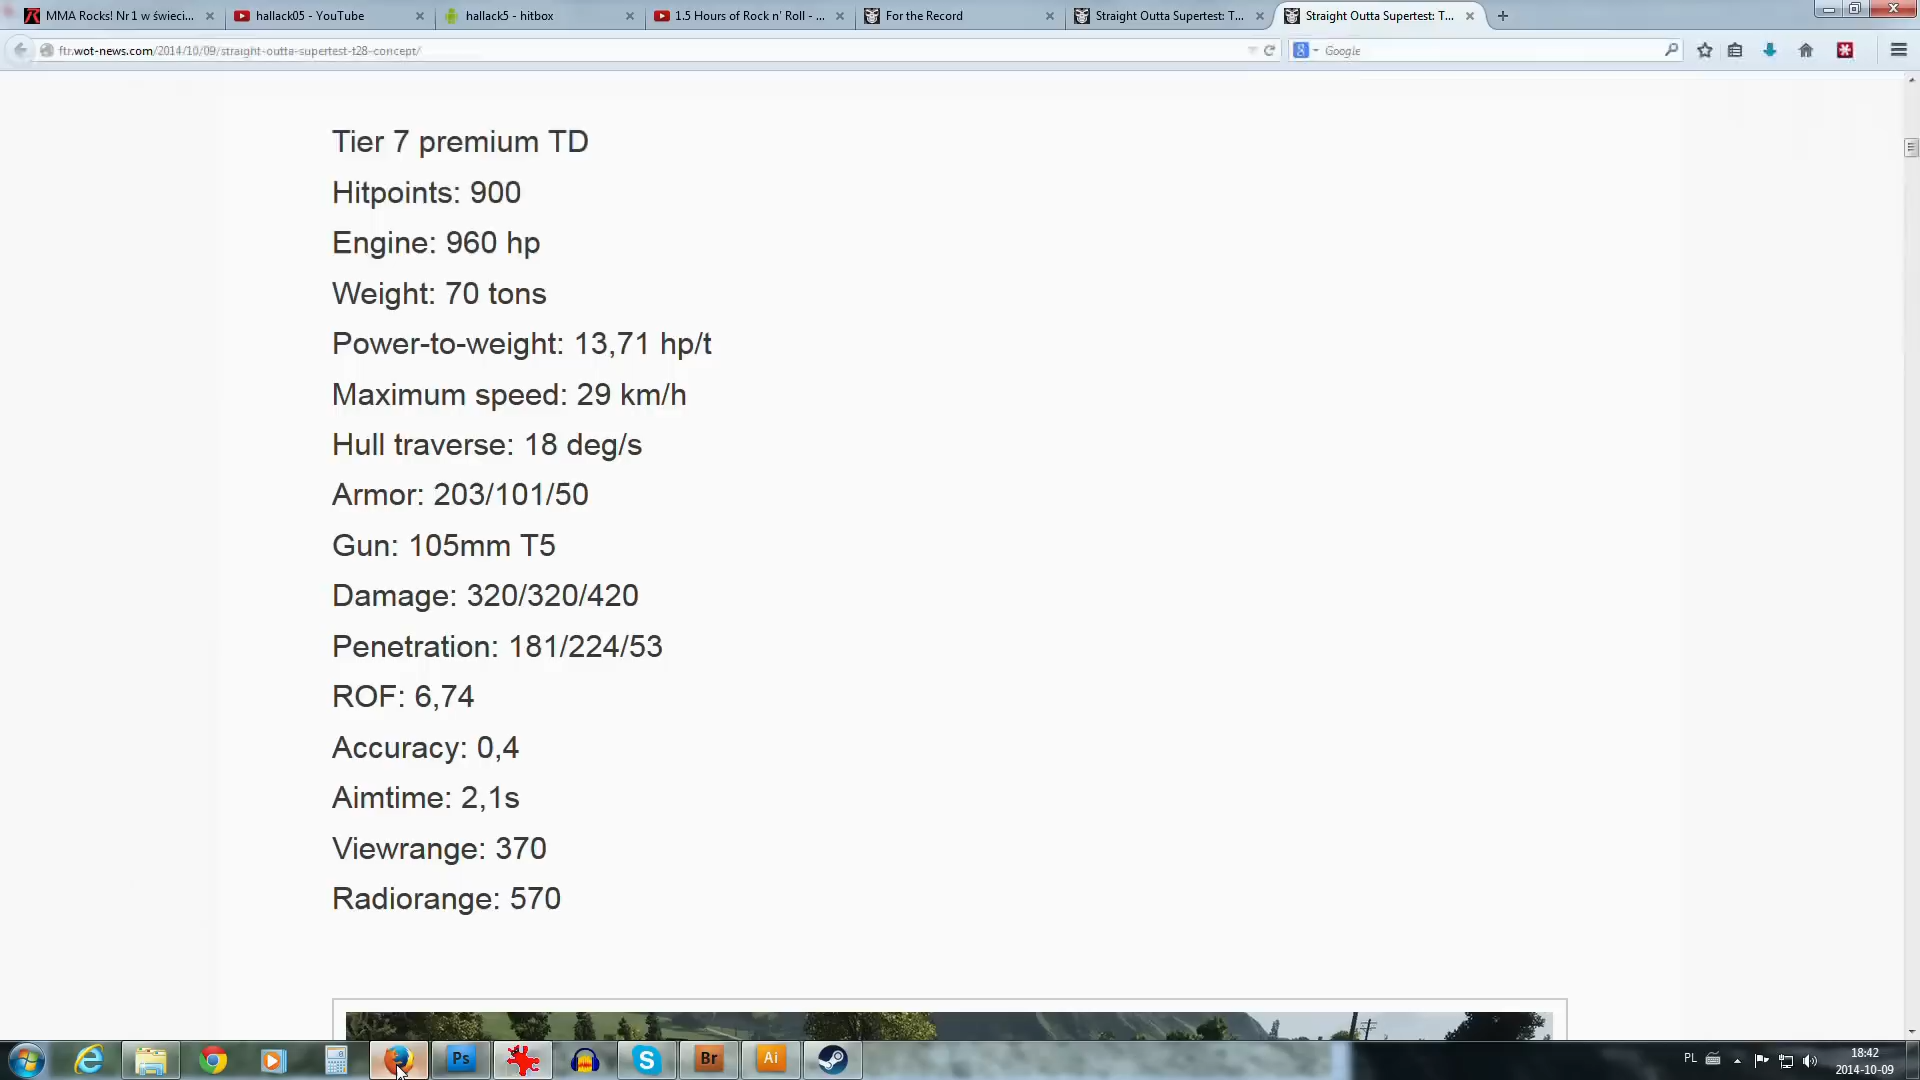 MMA Rocks! Nr 1 w świeci...
hallack05 - YouTube
hallack5 - hitbox
1.5 Hours of Rock n' Roll - ...
For the Record
Straight Outta Supertest: T...
Straight Outta Supertest: T...
ftr.wot-news.com/2014/10/09/straight-outta-supertest-t28-concept/
Google
Tier 7 premium TD
Hitpoints: 900
Engine: 960 hp
Weight: 70 tons
Power-to-weight: 13,71 hp/t
Maximum speed: 29 km/h
Hull traverse: 18 deg/s
Armor: 203/101/50
Gun: 105mm T5
Damage: 320/320/420
Penetration: 181/224/53
ROF: 6,74
Accuracy: 0,4
Aimtime: 2,1s
Viewrange: 370
Radiorange: 570
Ps
Br
Ai
PL
18:42
2014-10-09